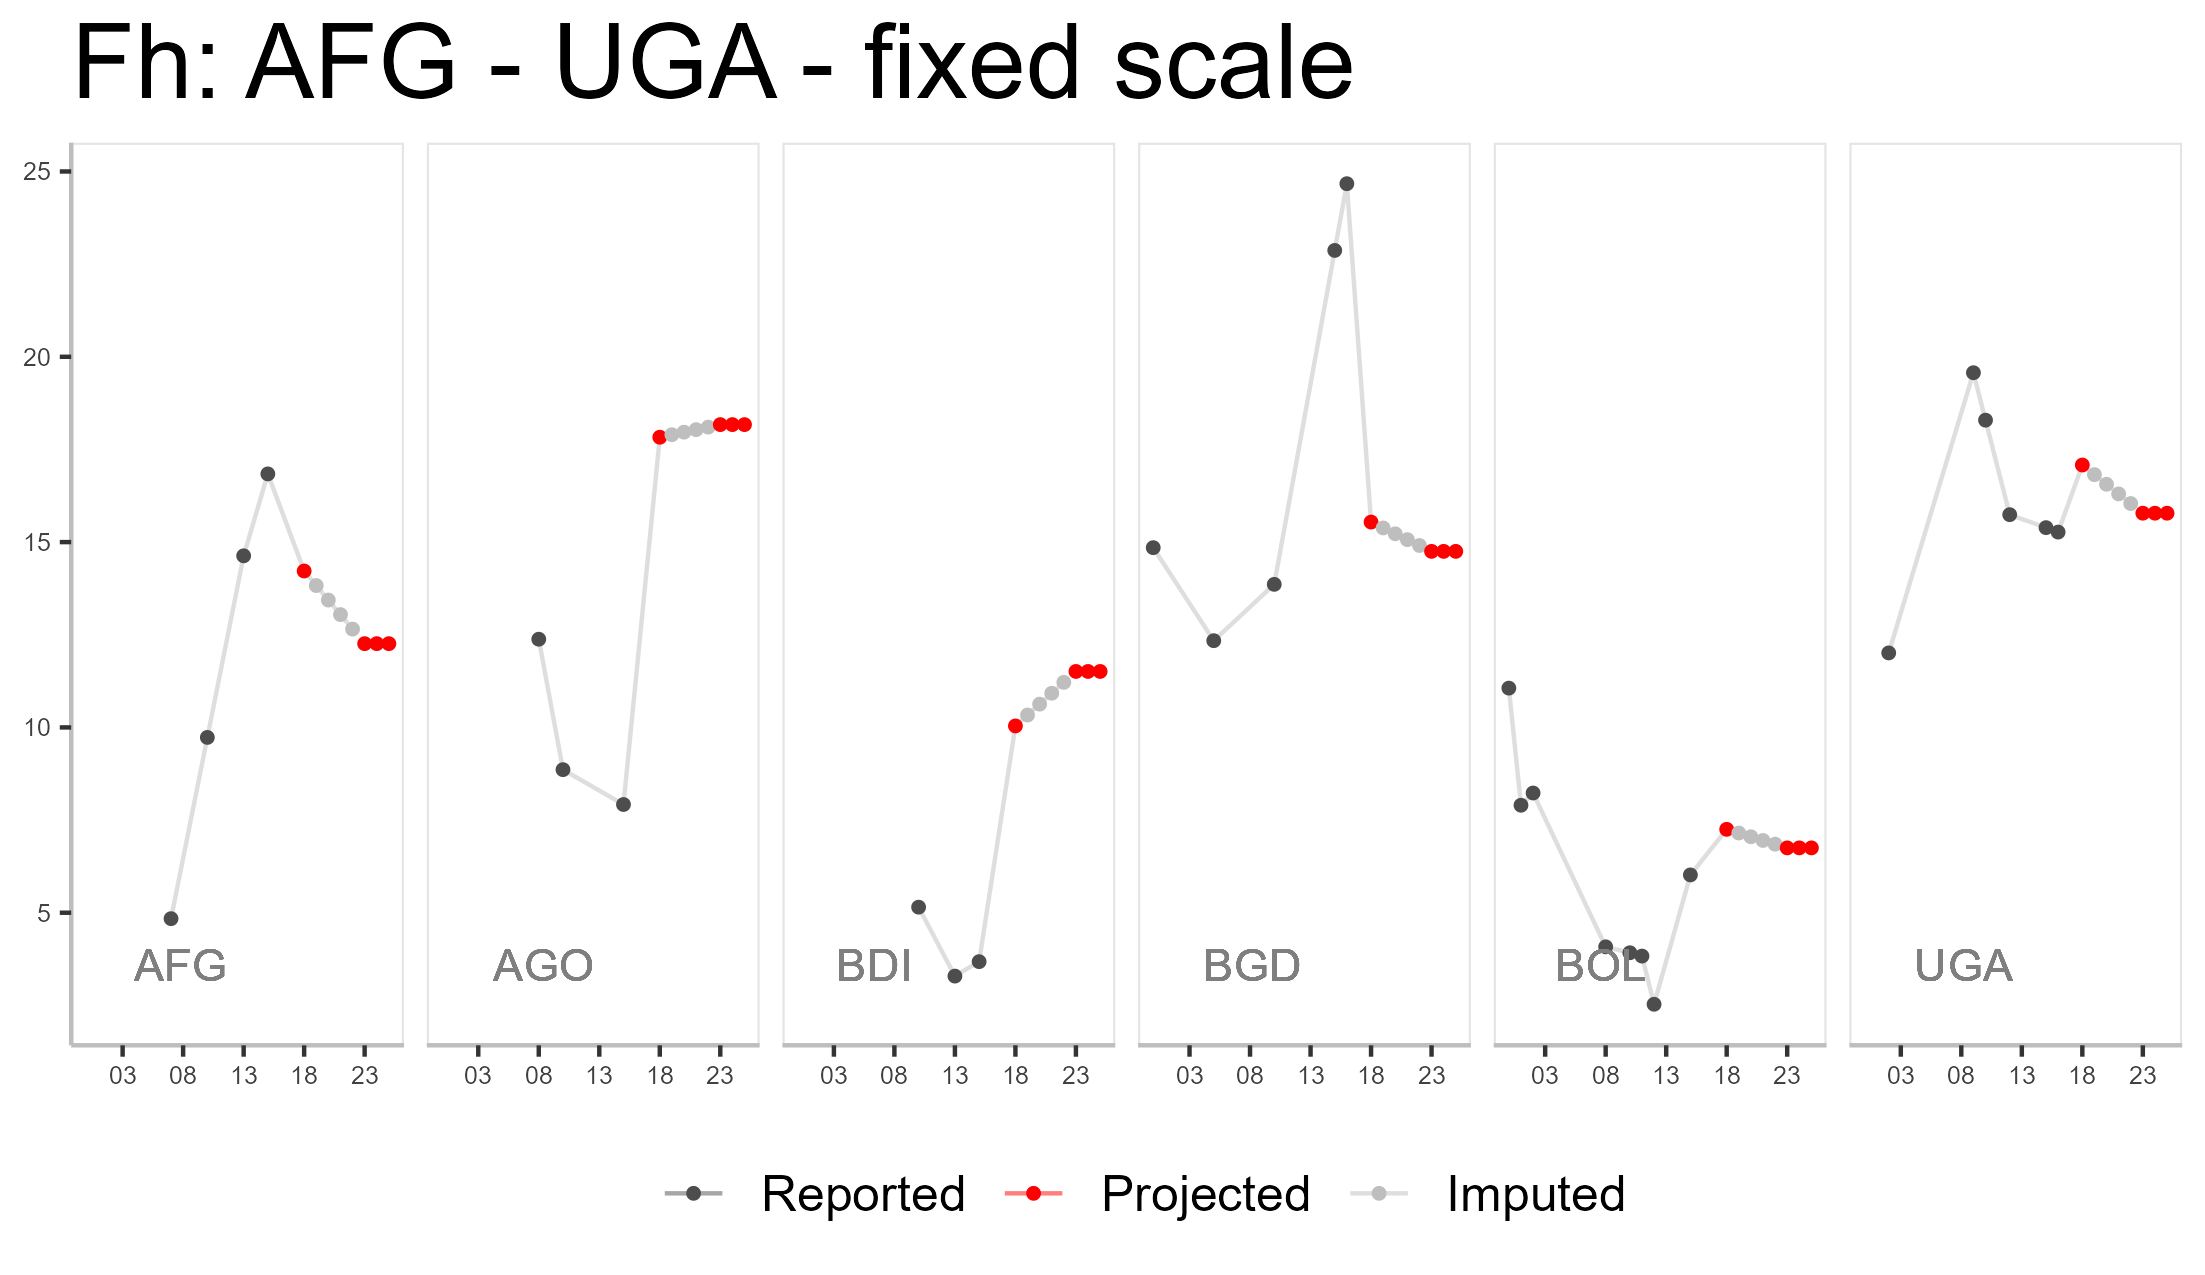 Fh: AFG - UGA - fixed scale
25
20
15
10
5
AFG AGO BDI BGD BOL UGA
03 08 13 18 23 03 08 13 18 23 03 08 13 18 23 03 08 13 18 23 03 08 13 18 23 03 08 13 18 23
Reported Projected Imputed